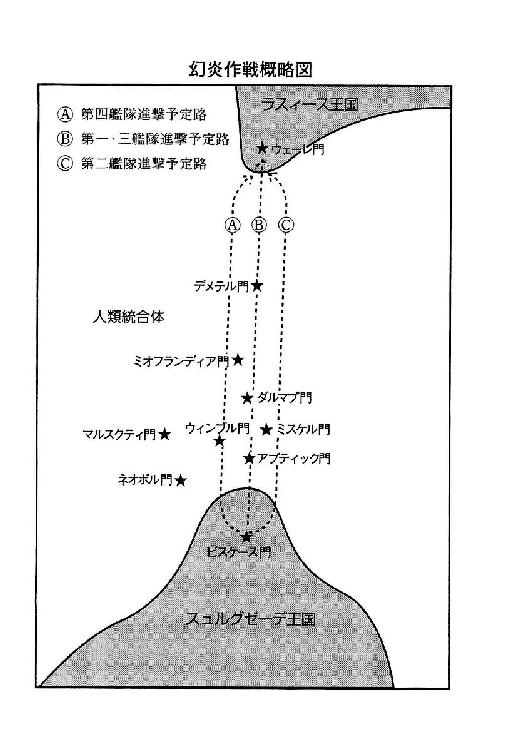 幻炎作戦概略図
Ⓐ 第四艦隊進撃予定路
Ⓑ 第一・三艦隊進撃予定路
Ⓒ 第二艦隊進撃予定路
ラスィース王国
★ウェーレ門
Ⓐ Ⓑ Ⓒ
デメテル門★
人類統合体
ミオフランディア門★
★ダルマプ門
マルスクティ門★
ウィンブル門
★
★ミスケル門
★アプティック門
ネオボル門★
★
ビスケース門
スュルグゼーデ王国